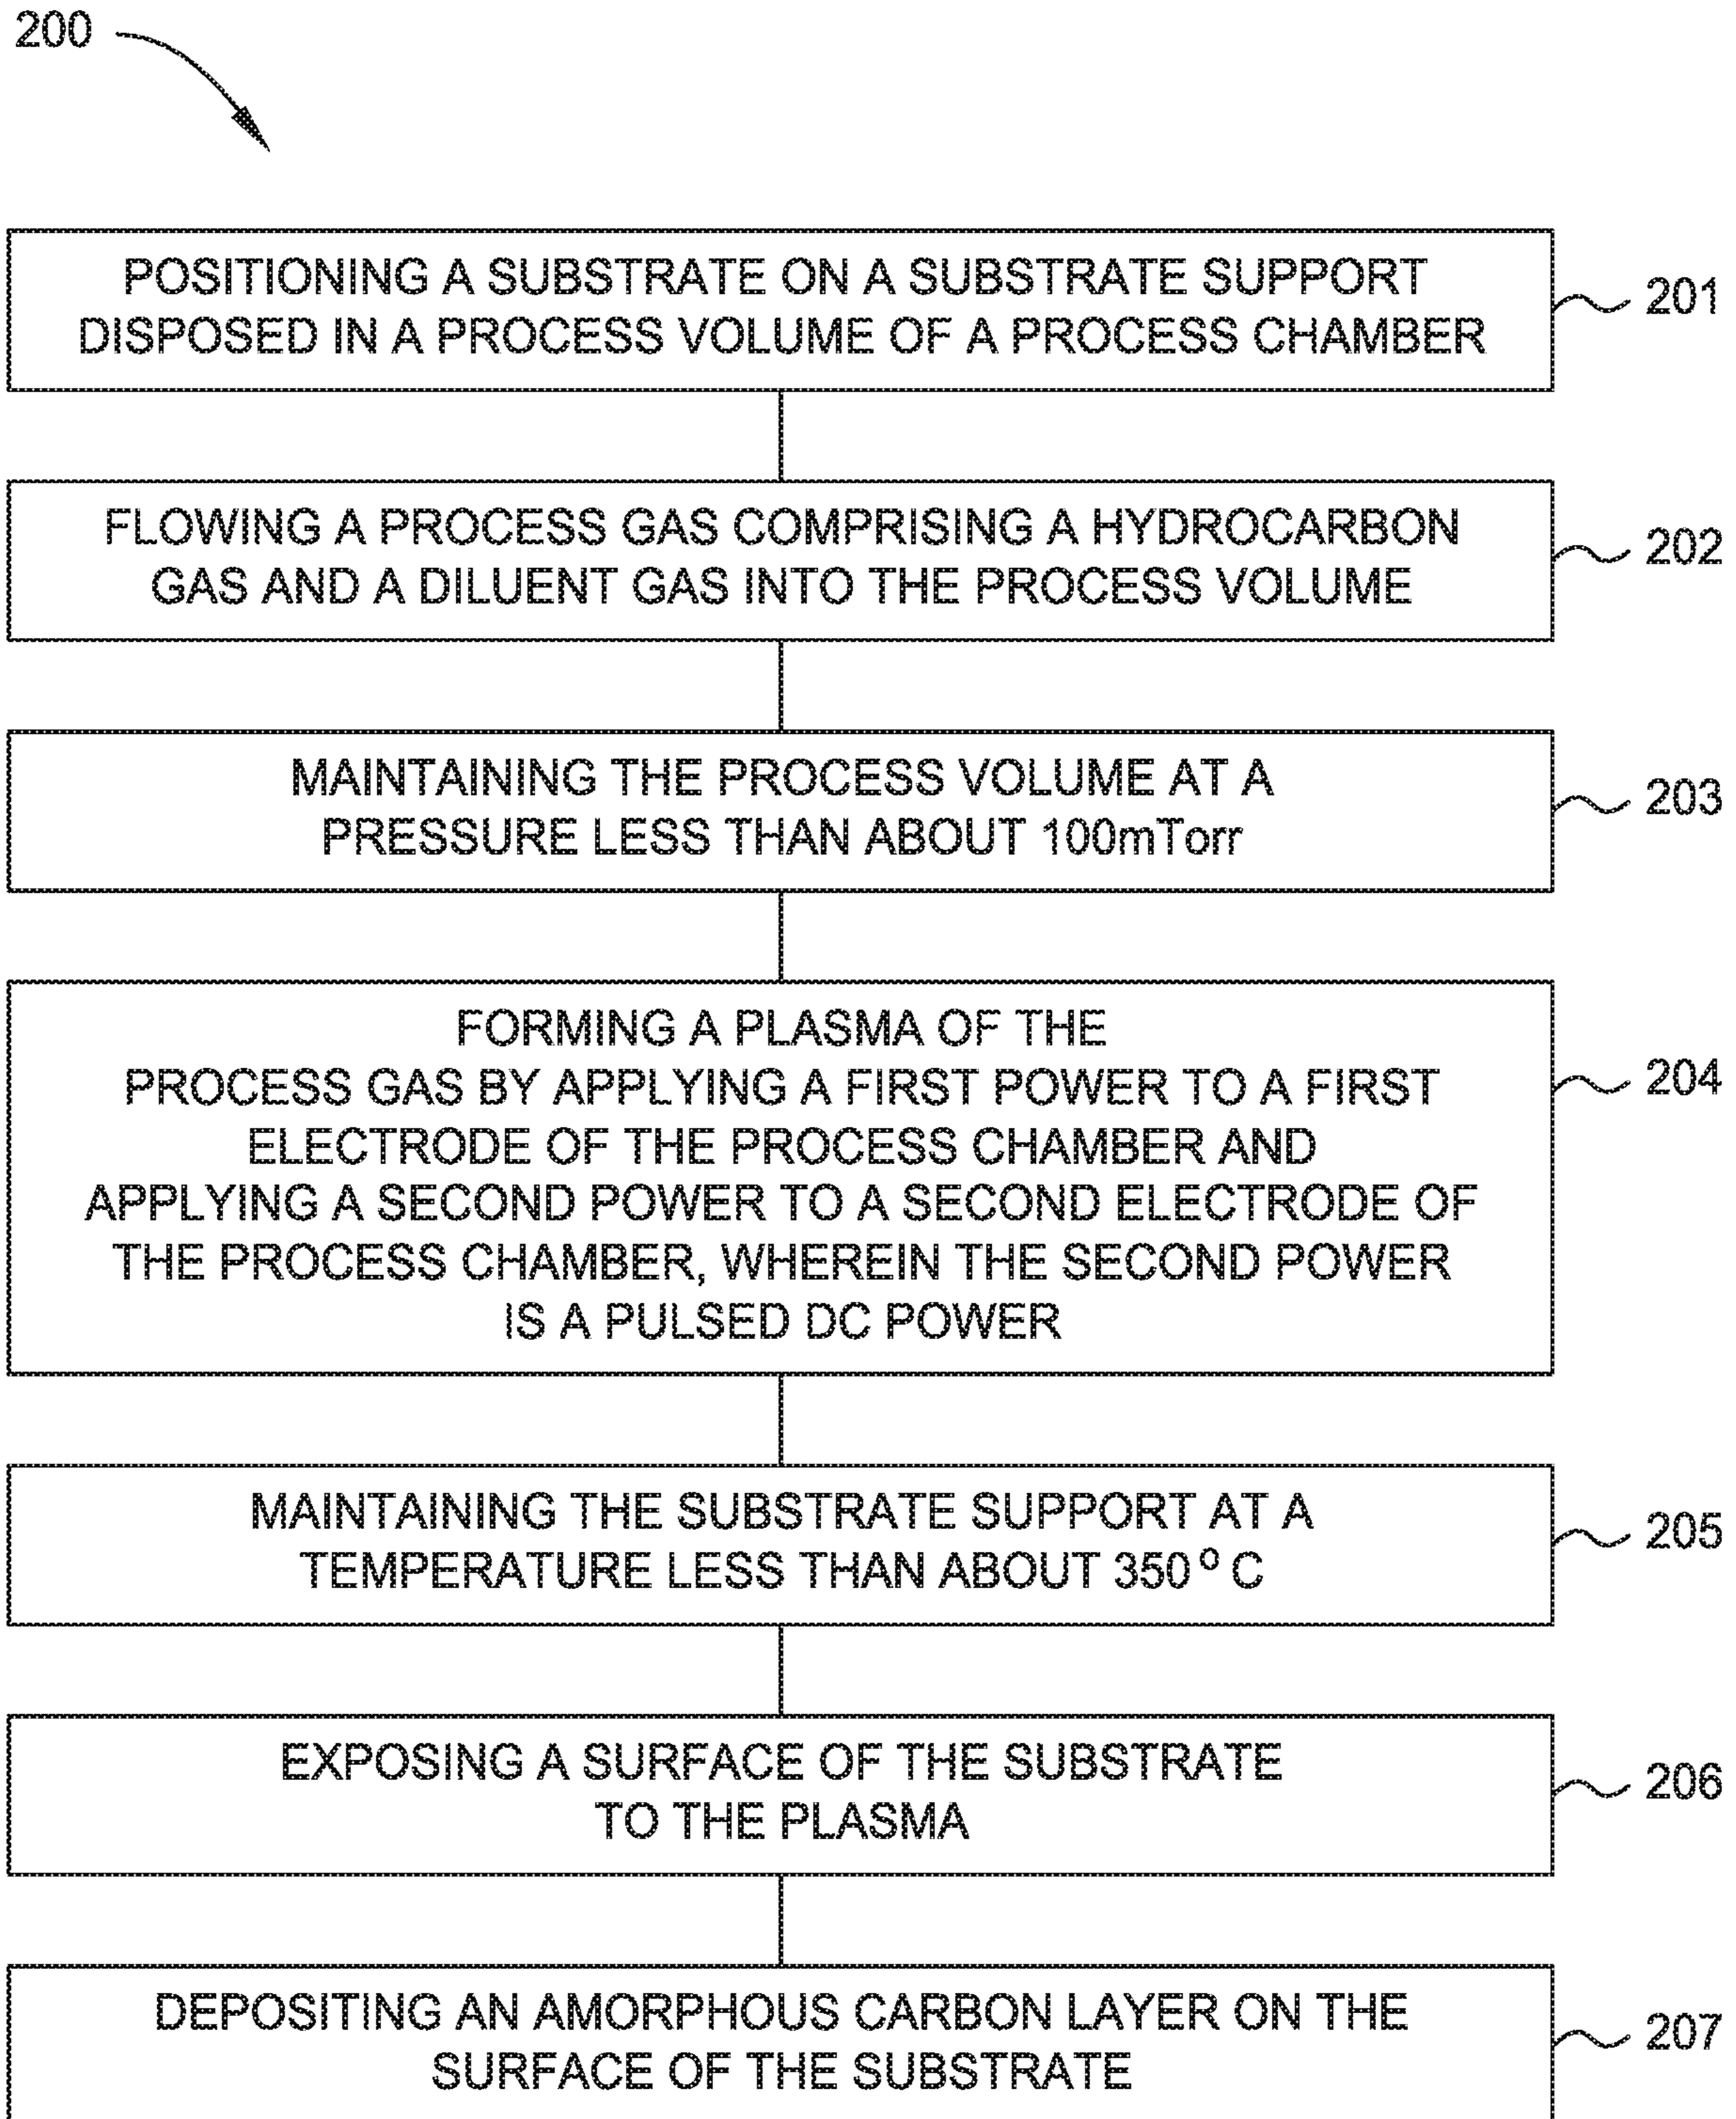 200
POSITIONING A SUBSTRATE ON A SUBSTRATE SUPPORT
DISPOSED IN A PROCESS VOLUME OF A PROCESS CHAMBER
201
FLOWING A PROCESS GAS COMPRISING A HYDROCARBON
GAS AND A DILUENT GAS INTO THE PROCESS VOLUME
202
MAINTAINING THE PROCESS VOLUME AT A
PRESSURE LESS THAN ABOUT 100mTorr
203
FORMING A PLASMA OF THE
PROCESS GAS BY APPLYING A FIRST POWER TO A FIRST
ELECTRODE OF THE PROCESS CHAMBER AND
APPLYING A SECOND POWER TO A SECOND ELECTRODE OF
THE PROCESS CHAMBER, WHEREIN THE SECOND POWER
IS A PULSED DC POWER
204
MAINTAINING THE SUBSTRATE SUPPORT AT A
TEMPERATURE LESS THAN ABOUT 350° C
205
EXPOSING A SURFACE OF THE SUBSTRATE
TO THE PLASMA
206
DEPOSITING AN AMORPHOUS CARBON LAYER ON THE
SURFACE OF THE SUBSTRATE
207